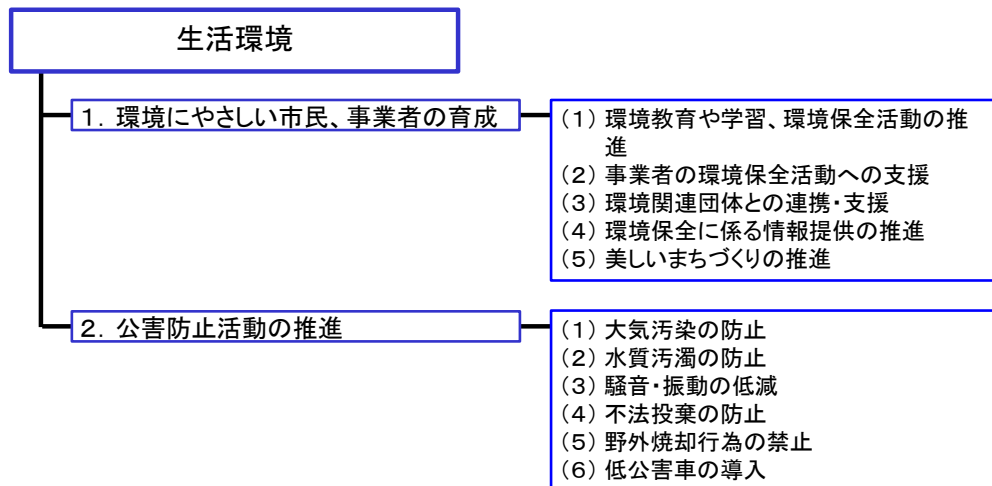 生活環境
1．環境にやさしい市民、事業者の育成
（1）環境教育や学習、環境保全活動の推
進
（2）事業者の環境保全活動への支援
（3）環境関連団体との連携・支援
（4）環境保全に係る情報提供の推進
（5）美しいまちづくりの推進
2．公害防止活動の推進
（1）大気汚染の防止
（2）水質汚濁の防止
（3）騒音・振動の低減
（4）不法投棄の防止
（5）野外焼却行為の禁止
（6）低公害車の導入